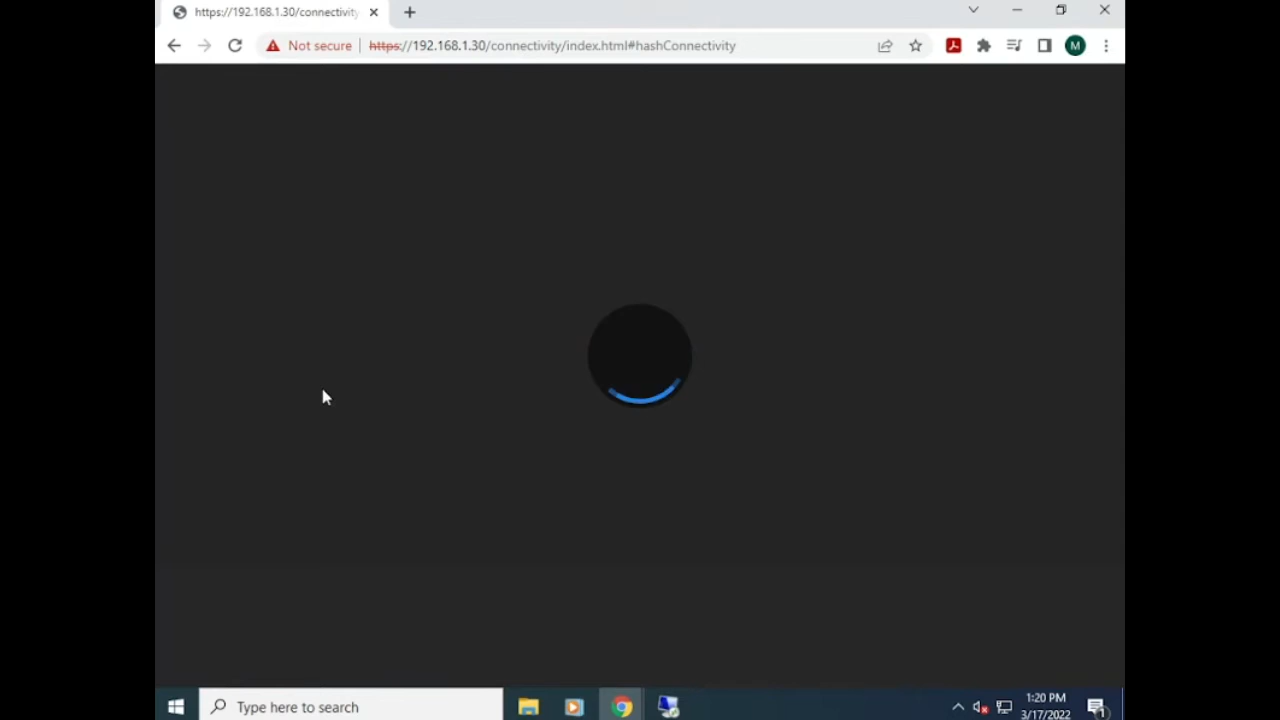 https://192.168.1.30/connectivity
Not secure
https://192.168.1.30/connectivity/index.html#hashConnectivity
M
Type here to search
1:20 PM
3/17/2022
1